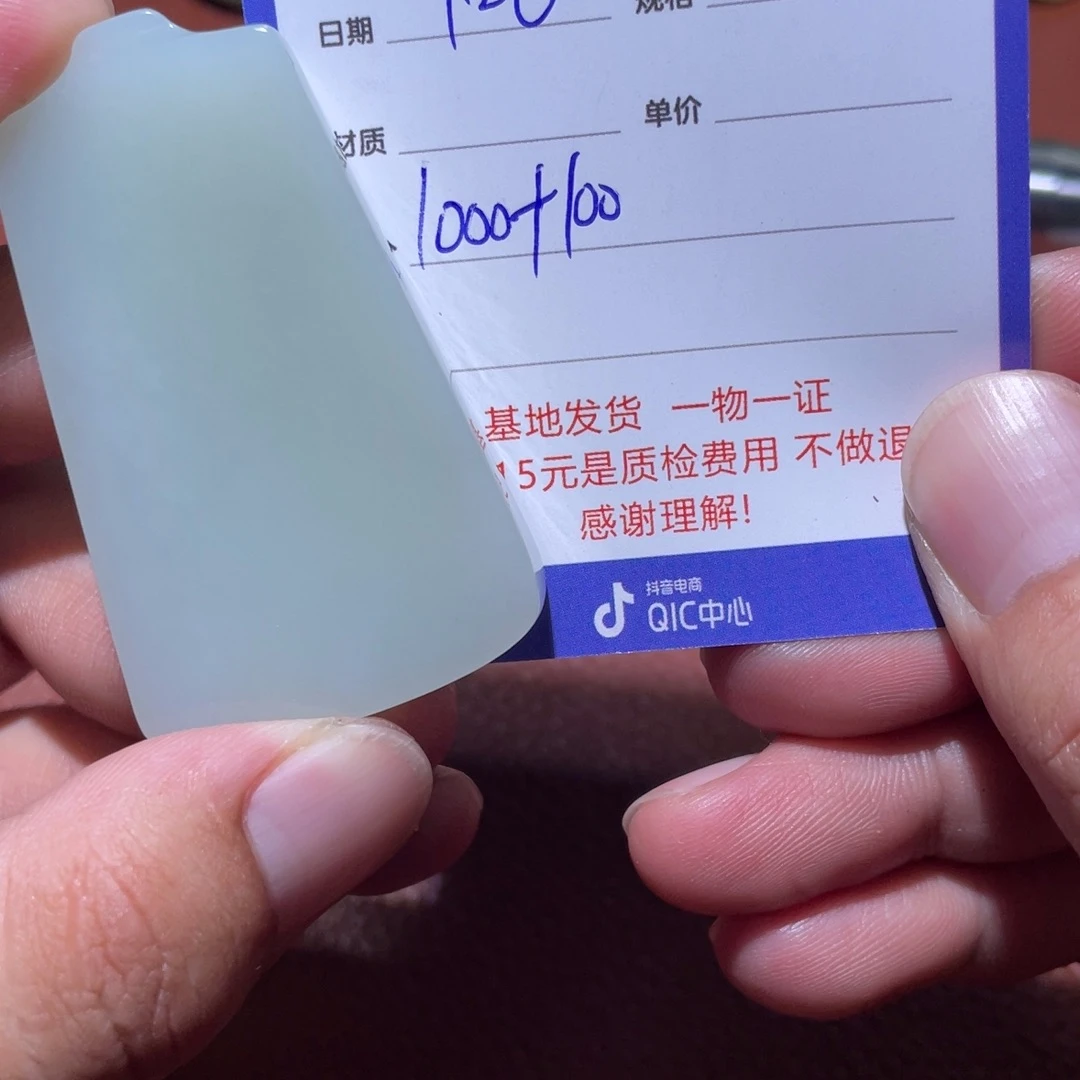 日期 规格
材质 单价
1000+100
基地发货 一物一证
15元是质检费用 不做退
感谢理解!
抖音电商
QIC中心